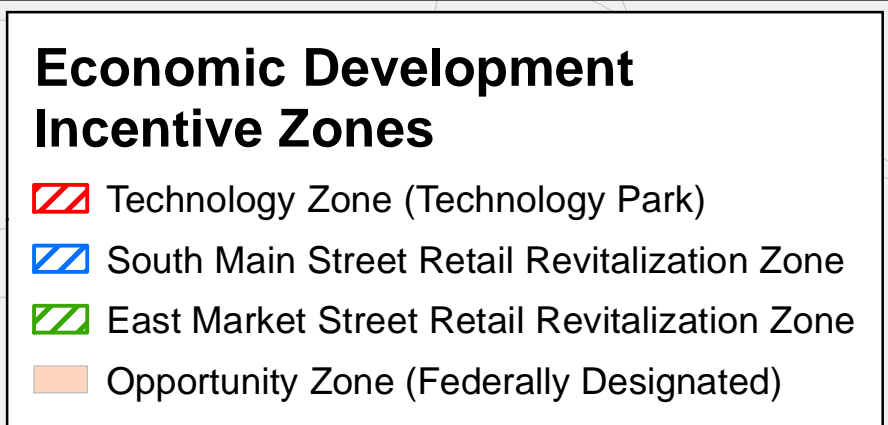 Economic Development
Incentive Zones
Technology Zone (Technology Park)
South Main Street Retail Revitalization Zone
East Market Street Retail Revitalization Zone
Opportunity Zone (Federally Designated)